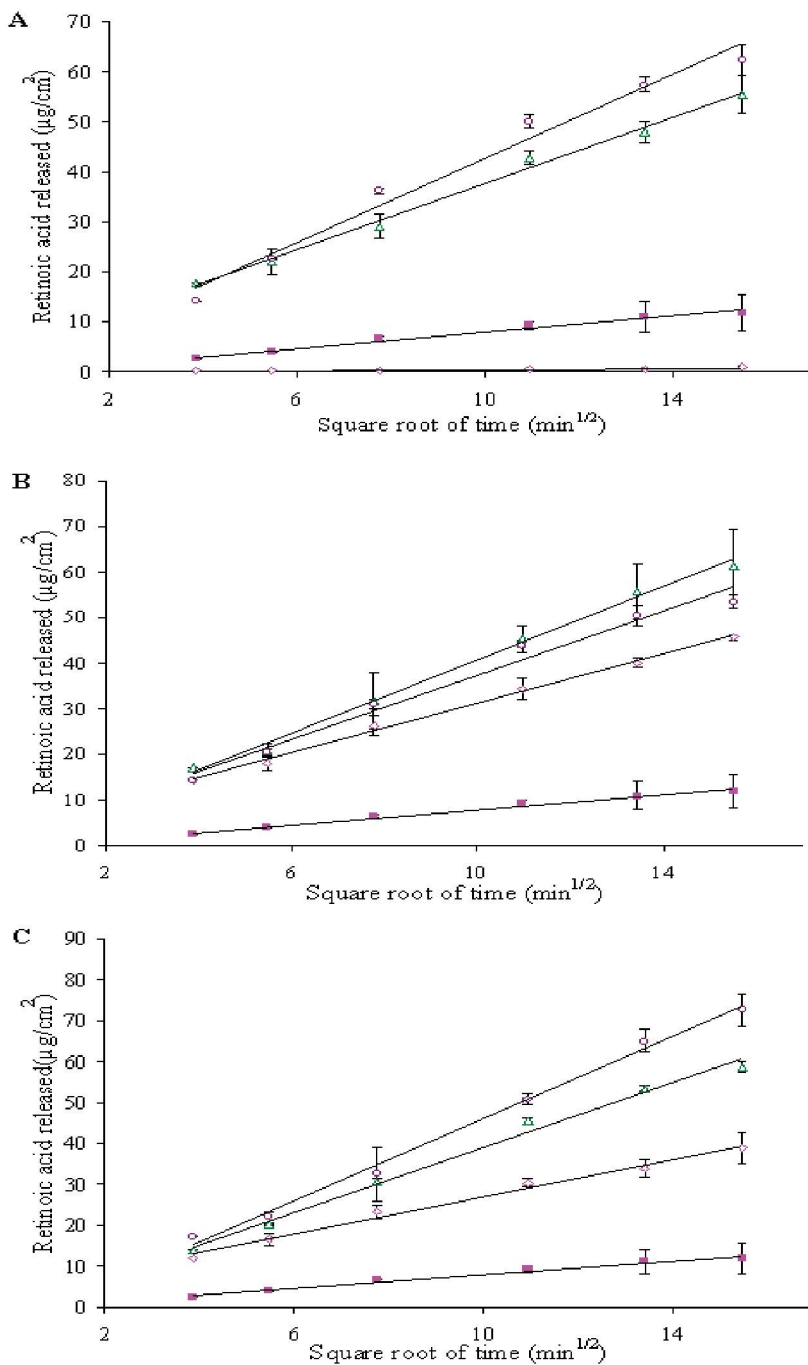 A
70
60
50
40
30
20
10
0
Retinoic acid released (µg/cm²)
2 6 10 14
Square root of time (min^1/2)
B
80
70
60
50
40
30
20
10
0
Retinoic acid released (µg/cm²)
2 6 10 14
Square root of time (min^1/2)
C
90
80
70
60
50
40
30
20
10
0
Retinoic acid released(µg/cm²)
2 6 10 14
Square root of time (min^1/2)